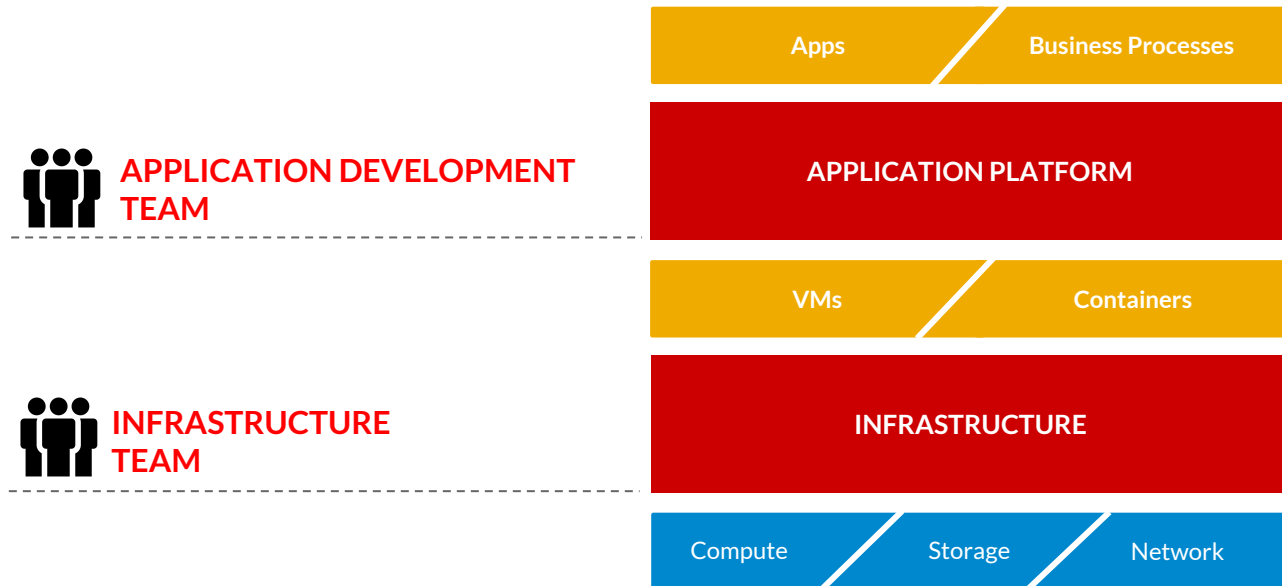 Apps
Business Processes
APPLICATION DEVELOPMENT
TEAM
APPLICATION PLATFORM
VMs
Containers
INFRASTRUCTURE
TEAM
INFRASTRUCTURE
Compute
Storage
Network